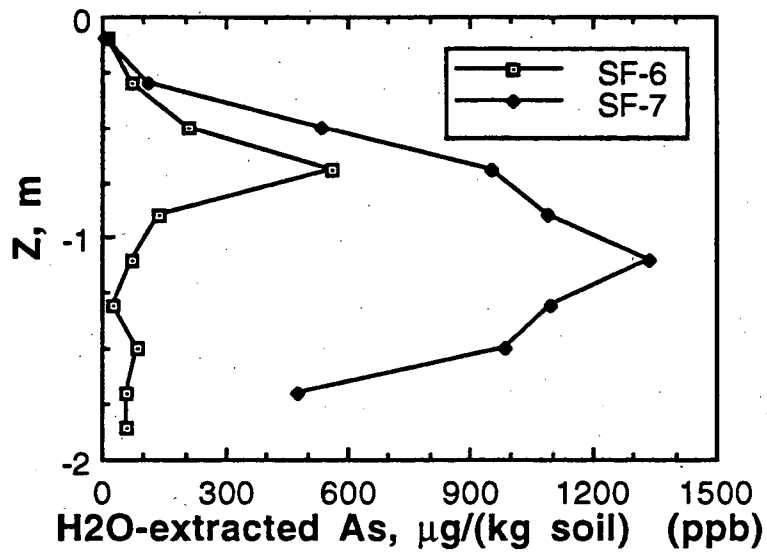 0
SF-6
SF-7
Z, m
-1
-2
0 300 600 900 1200 1500
H2O-extracted As, µg/(kg soil) (ppb)